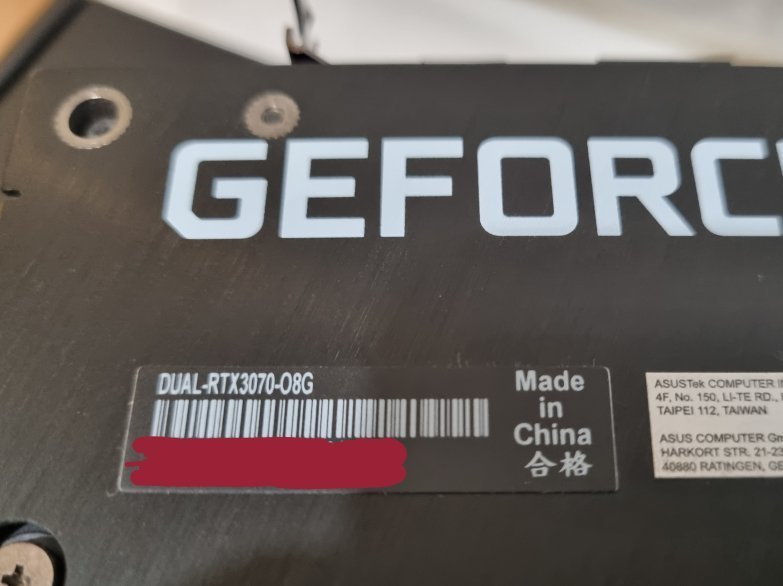 GEFORC
DUAL-RTX3070-O8G
Made
in
China
合格
ASUSTek COMPUTER
4F, No. 150, LI-TE RD.,
TAIPEI 112, TAIWAN
ASUS COMPUTER Gm
HARKORT STR. 21-23
40880 RATINGEN, GE